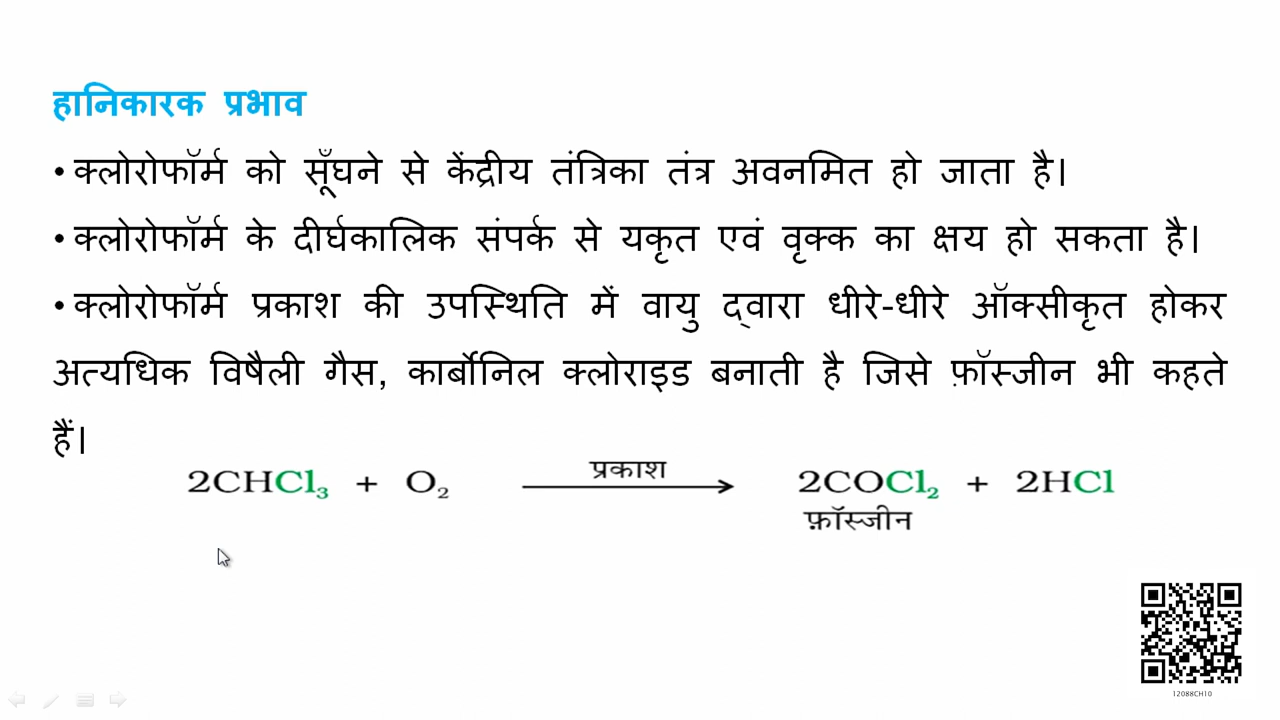 हानिकारक प्रभाव
• क्लोरोफॉर्म को सूँघने से केंद्रीय तंत्रिका तंत्र अवनमित हो जाता है।
• क्लोरोफॉर्म के दीर्घकालिक संपर्क से यकृत एवं वृक्क का क्षय हो सकता है।
• क्लोरोफॉर्म प्रकाश की उपस्थिति में वायु द्वारा धीरे-धीरे ऑक्सीकृत होकर
अत्यधिक विषैली गैस, कार्बोनिल क्लोराइड बनाती है जिसे फ़ॉस्जीन भी कहते
हैं।
प्रकाश
2CHCl₃ + O₂ ⟶ 2COCl₂ + 2HCl
फ़ॉस्जीन
12088CH10